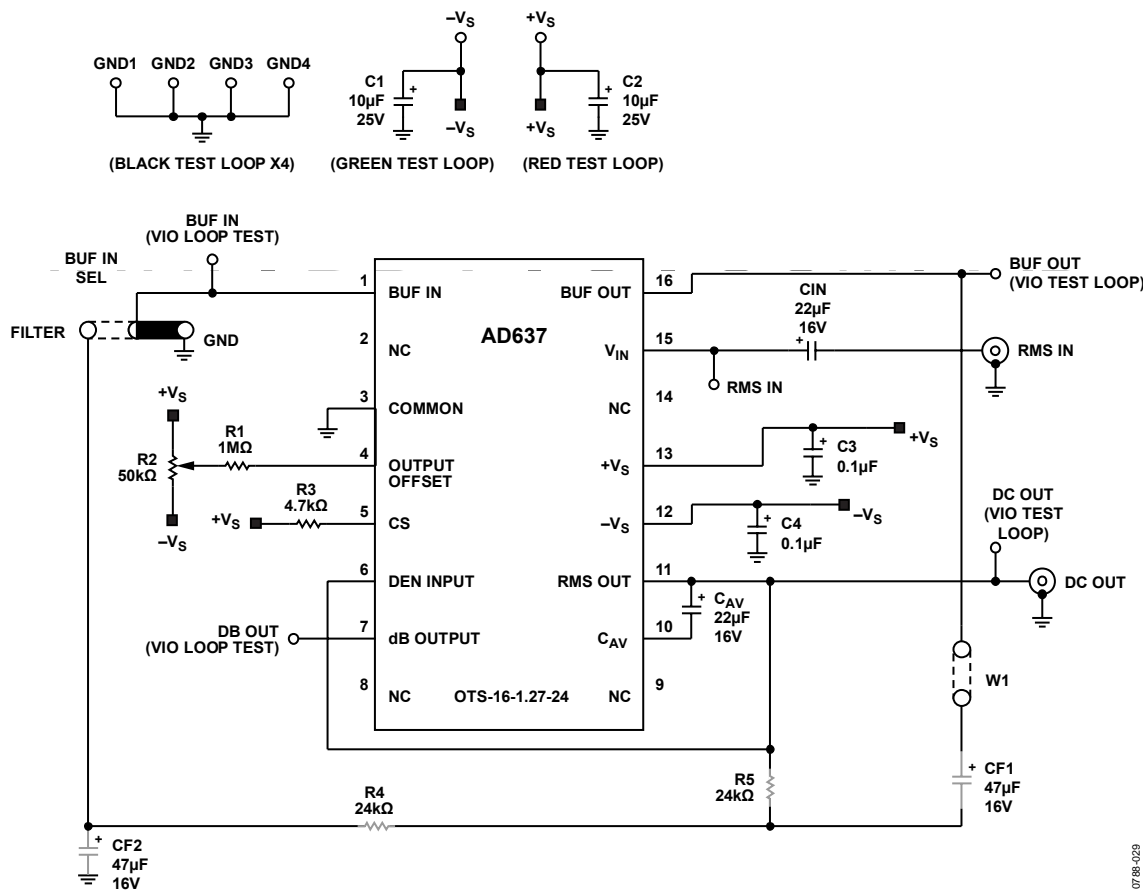 –VS
+VS
GND1 GND2 GND3 GND4
C1
10µF
25V
C2
10µF
25V
–VS
+VS
(BLACK TEST LOOP X4)
(GREEN TEST LOOP)
(RED TEST LOOP)
BUF IN
(VIO LOOP TEST)
BUF IN
SEL
FILTER
GND
AD637
1
BUF IN
2
NC
3
COMMON
4
OUTPUT
OFFSET
5
CS
6
DEN INPUT
7
dB OUTPUT
8
NC
OTS-16-1.27-24
16
BUF OUT
15
VIN
14
NC
13
+VS
12
–VS
11
RMS OUT
10
CAV
9
NC
BUF OUT
(VIO TEST LOOP)
CIN
22µF
16V
+
RMS IN
RMS IN
+VS
R1
1MΩ
R2
50kΩ
–VS
R3
4.7kΩ
+VS
+
C3
0.1µF
+VS
+
C4
0.1µF
–VS
DC OUT
(VIO TEST
LOOP)
DC OUT
+
CAV
22µF
16V
DB OUT
(VIO LOOP TEST)
W1
+
CF1
47µF
16V
R5
24kΩ
R4
24kΩ
+
CF2
47µF
16V
0788-029